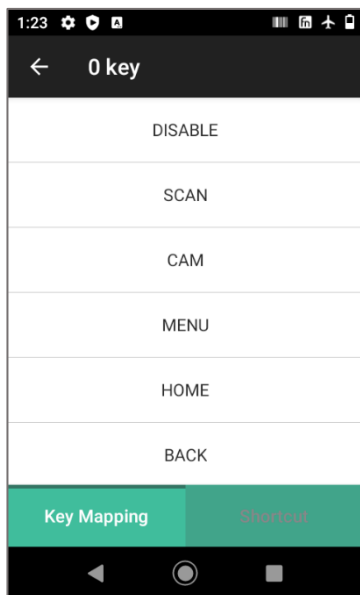 1:23
0 key
DISABLE
SCAN
CAM
MENU
HOME
BACK
Key Mapping Shortcut